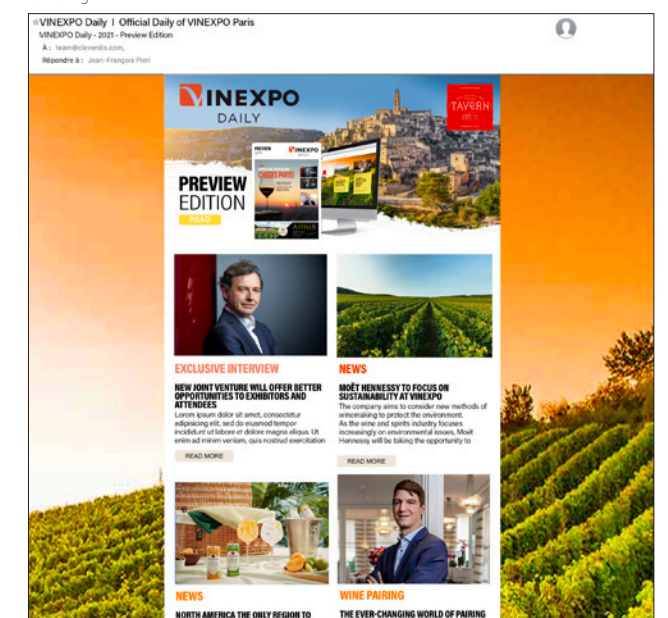 ☆VINEXPO Daily I Official Daily of VINEXPO Paris
VINEXPO Daily - 2021 - Preview Edition
À : team@cleverdis.com,
Répondre à : Jean-François Pieri
VINEXPO
DAILY
TAVERN
PREVIEW
EDITION
READ
PREVIEW
VINEXPO
CHEERS PARIS!
EXCLUSIVE INTERVIEW
NEW JOINT VENTURE WILL OFFER BETTER
OPPORTUNITIES TO EXHIBITORS AND
ATTENDEES
Lorem ipsum dolor sit amet, consectetur
adipisicing elit, sed do eiusmod tempor
incididunt ut labore et dolore magna aliqua. Ut
enim ad minim veniam, quis nostrud exercitation
READ MORE
NEWS
MOËT HENNESSY TO FOCUS ON
SUSTAINABILITY AT VINEXPO
The company aims to consider new methods of
winemaking to protect the environment.
As the wine and spirits industry focuses
increasingly on environmental issues, Moët
Hennessy will be taking the opportunity to
READ MORE
NEWS
NORTH AMERICA THE ONLY REGION TO
WINE PAIRING
THE EVER-CHANGING WORLD OF PAIRING